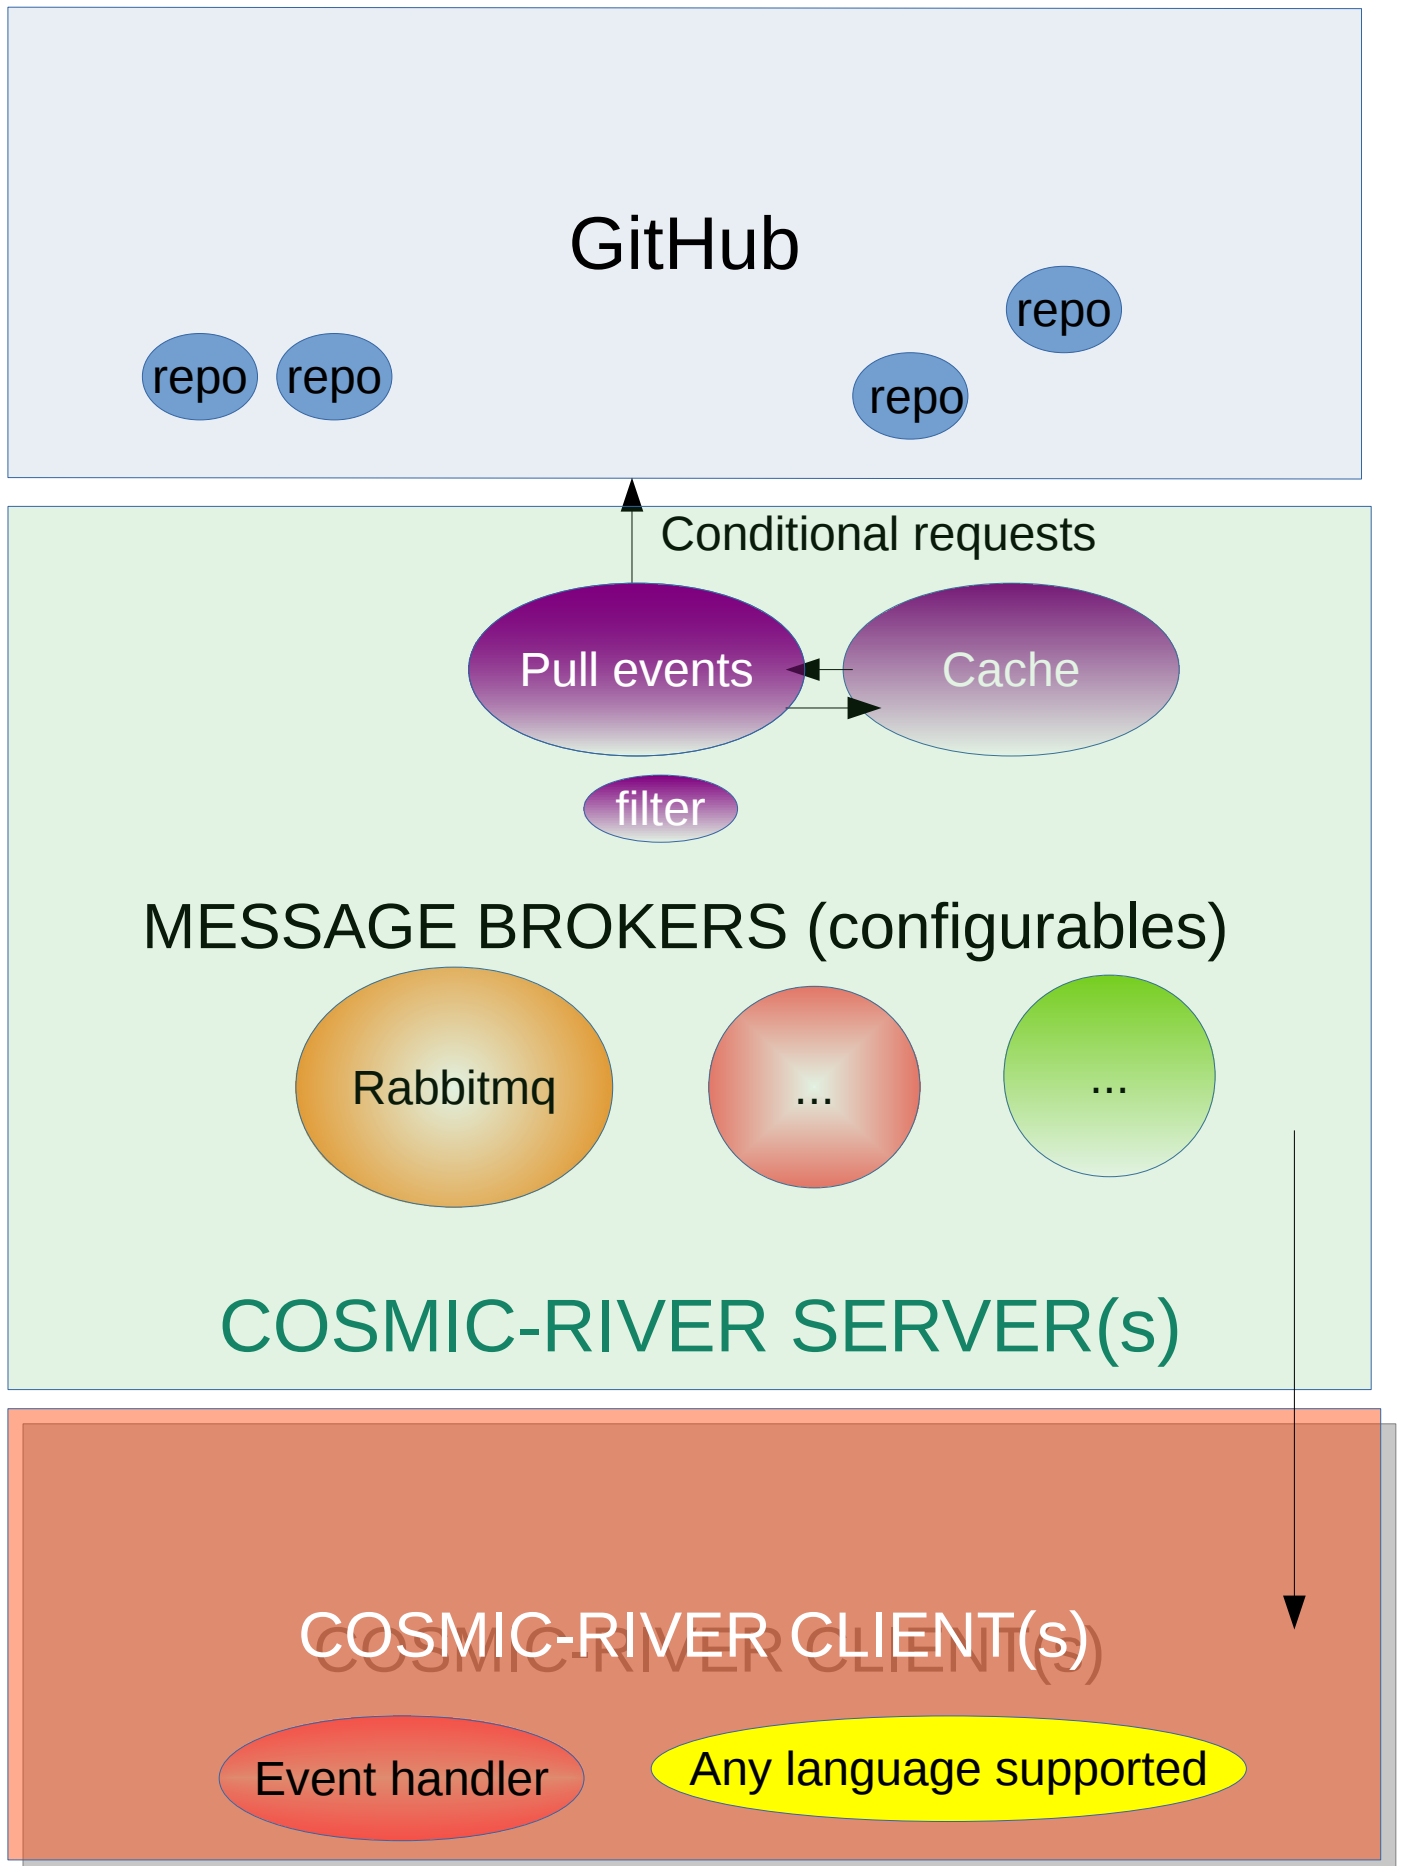 GitHub
repo
repo
repo
repo
Conditional requests
Pull events
Cache
filter
MESSAGE BROKERS (configurables)
Rabbitmq
...
...
COSMIC-RIVER SERVER(s)
COSMIC-RIVER CLIENT(s)
Event handler
Any language supported